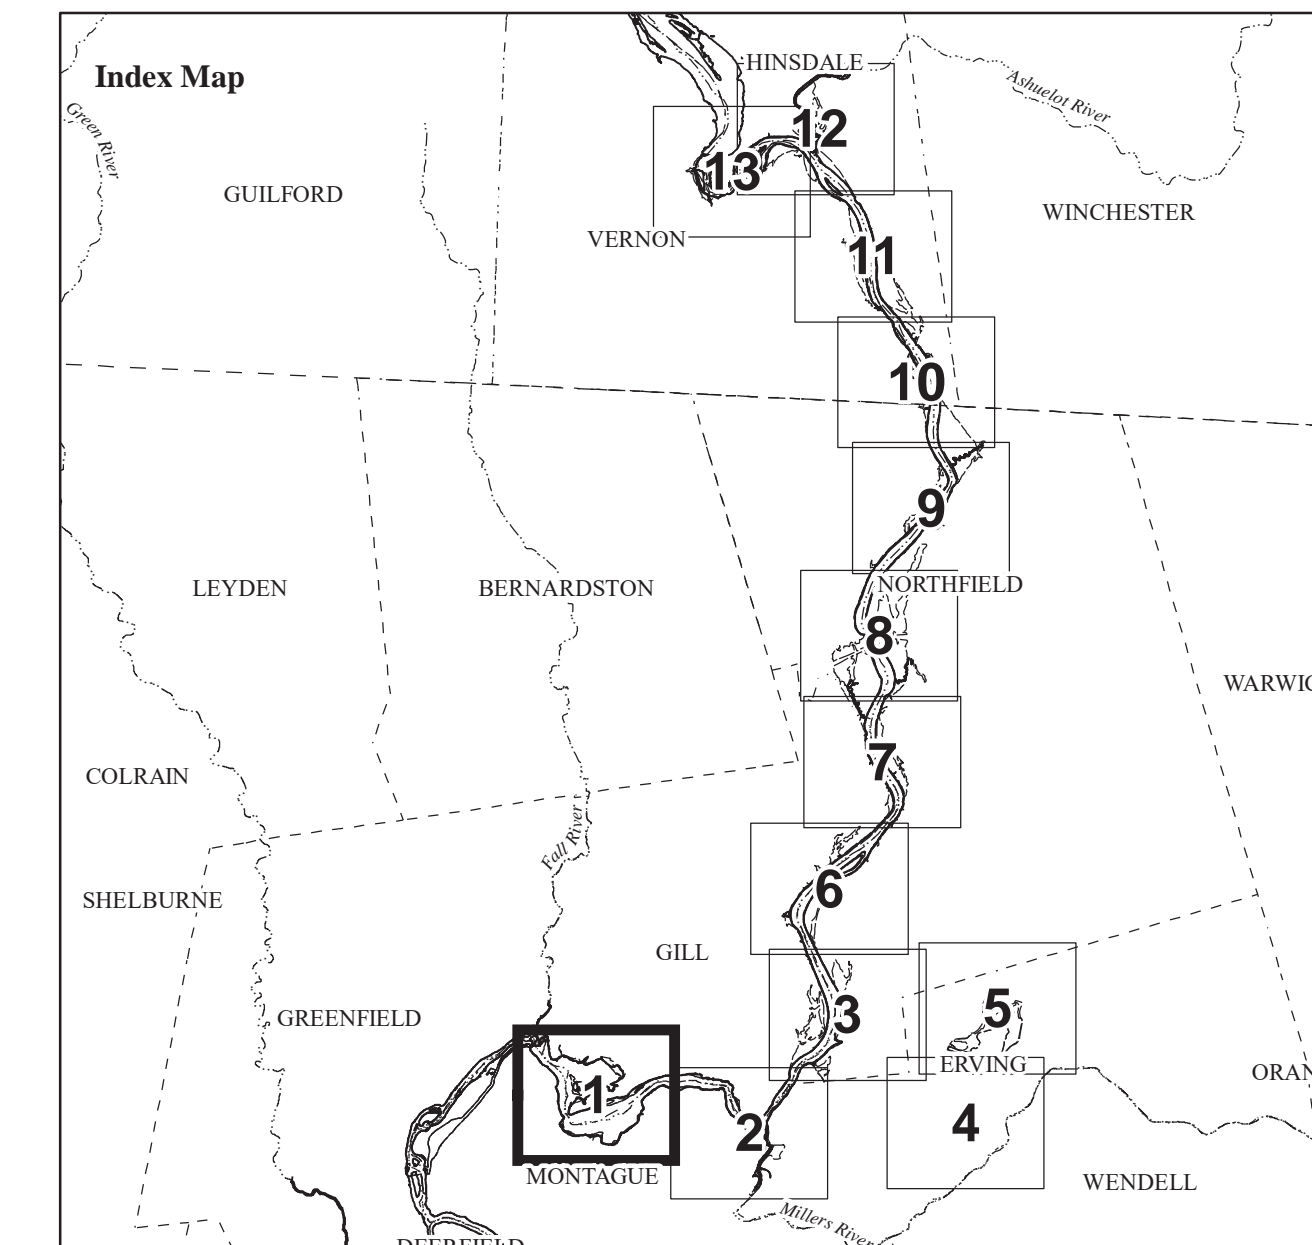 HINSDALE
Index Map
Ashuelot River
Green River
12
13
GUILFORD
WINCHESTER
VERNON
11
10
9
LEYDEN
BERNARDSTON
NORTHFIELD
8
WARWIC
7
COLRAIN
Fall River
6
SHELBURNE
GILL
5
3
GREENFIELD
ERVING
ORAN
1
4
2
MONTAGUE
WENDELL
Millers River
DEERFIELD